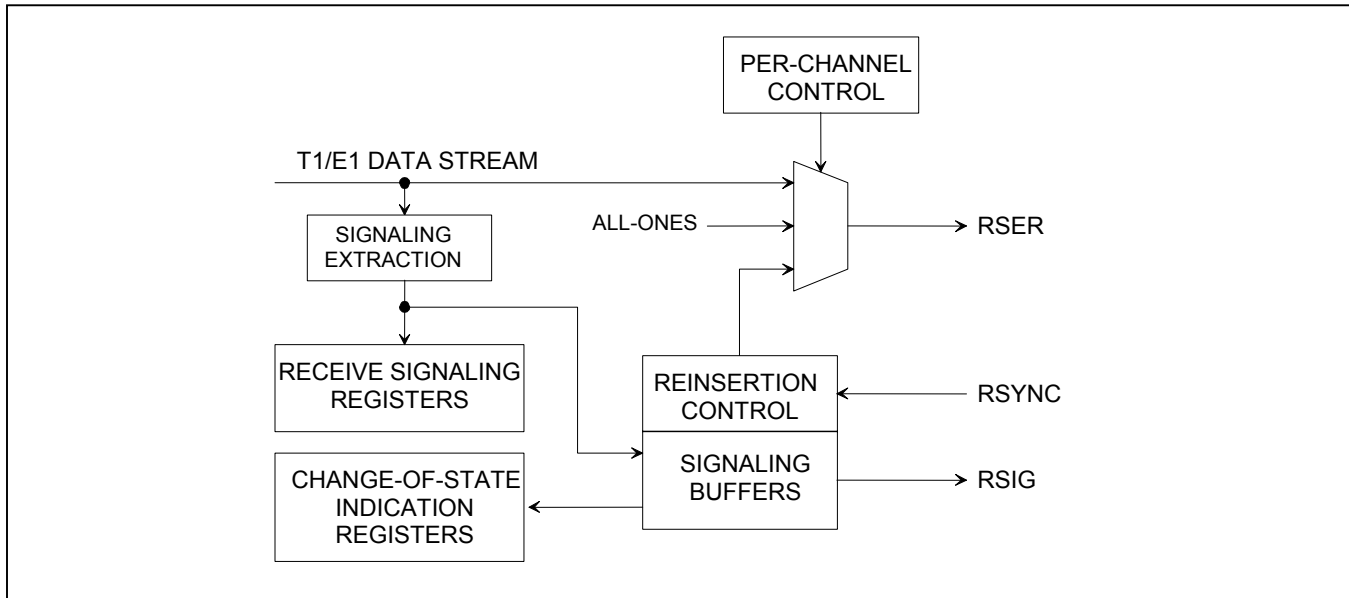 PER-CHANNEL
CONTROL
T1/E1 DATA STREAM
SIGNALING
EXTRACTION
ALL-ONES
RSER
RECEIVE SIGNALING
REGISTERS
REINSERTION
CONTROL
RSYNC
CHANGE-OF-STATE
INDICATION
REGISTERS
SIGNALING
BUFFERS
RSIG